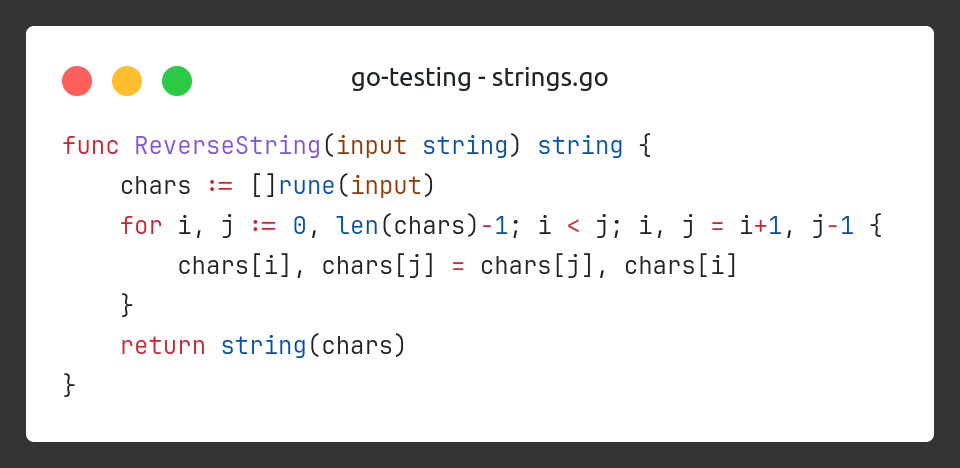 go-testing - strings.go
func ReverseString(input string) string {
    chars := []rune(input)
    for i, j := 0, len(chars)-1; i < j; i, j = i+1, j-1 {
        chars[i], chars[j] = chars[j], chars[i]
    }
    return string(chars)
}